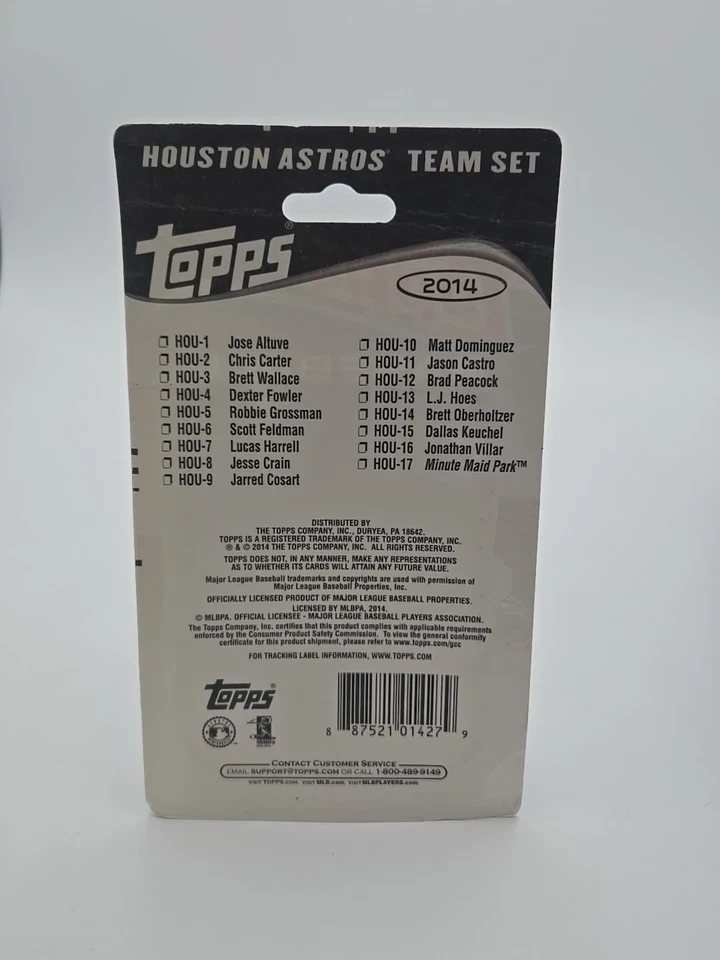 HOUSTON ASTROS® TEAM SET
TOPPS®
2014
HOU-1 Jose Altuve
HOU-2 Chris Carter
HOU-3 Brett Wallace
HOU-4 Dexter Fowler
HOU-5 Robbie Grossman
HOU-6 Scott Feldman
HOU-7 Lucas Harrell
HOU-8 Jesse Crain
HOU-9 Jarred Cosart
HOU-10 Matt Dominguez
HOU-11 Jason Castro
HOU-12 Brad Peacock
HOU-13 L.J. Hoes
HOU-14 Brett Oberholtzer
HOU-15 Dallas Keuchel
HOU-16 Jonathan Villar
HOU-17 Minute Maid Park™
DISTRIBUTED BY
THE TOPPS COMPANY, INC., DURYEA, PA 18642.
TOPPS IS A REGISTERED TRADEMARK OF THE TOPPS COMPANY, INC.
® & © 2014 THE TOPPS COMPANY, INC. ALL RIGHTS RESERVED.
TOPPS DOES NOT, IN ANY MANNER, MAKE ANY REPRESENTATIONS
AS TO WHETHER ITS CARDS WILL ATTAIN ANY FUTURE VALUE.
Major League Baseball trademarks and copyrights are used with permission of
Major League Baseball Properties, Inc.
OFFICIALLY LICENSED PRODUCT OF MAJOR LEAGUE BASEBALL PROPERTIES.
LICENSED BY MLBPA, 2014.
© MLBPA. OFFICIAL LICENSEE - MAJOR LEAGUE BASEBALL PLAYERS ASSOCIATION.
The Topps Company, Inc. certifies that this product complies with applicable requirements
enforced by the Consumer Product Safety Commission. To view the general conformity
certificate for this product shipment, please refer to www.topps.com/gcc
FOR TRACKING LABEL INFORMATION, WWW.TOPPS.COM
TOPPS®
8 87521 01427 9
CONTACT CUSTOMER SERVICE
EMAIL SUPPORT@TOPPS.COM OR CALL 1-800-489-9149
VISIT TOPPS.COM. VISIT MLB.com. VISIT MLBPLAYERS.com.